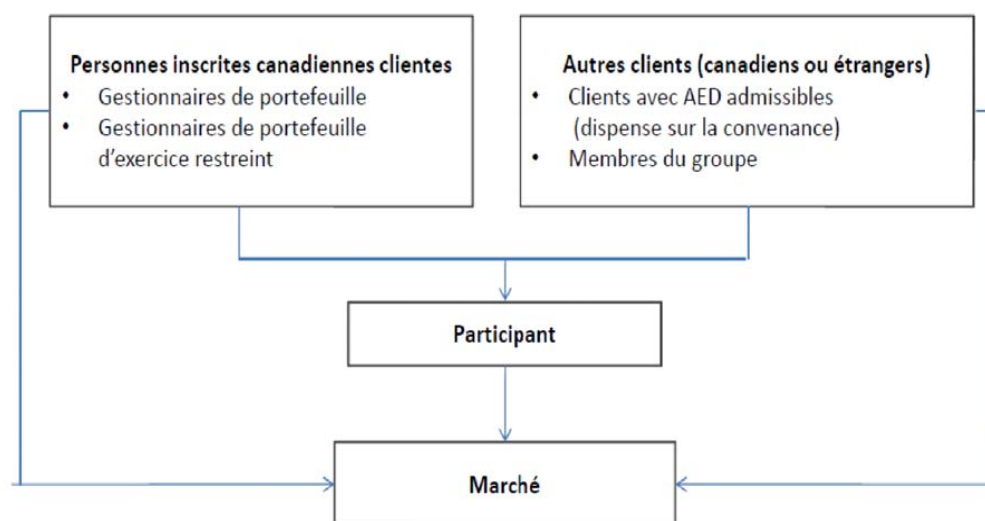 Personnes inscrites canadiennes clientes
• Gestionnaires de portefeuille
• Gestionnaires de portefeuille
d'exercice restreint
Autres clients (canadiens ou étrangers)
• Clients avec AED admissibles
(dispense sur la convenance)
• Membres du groupe
Participant
Marché